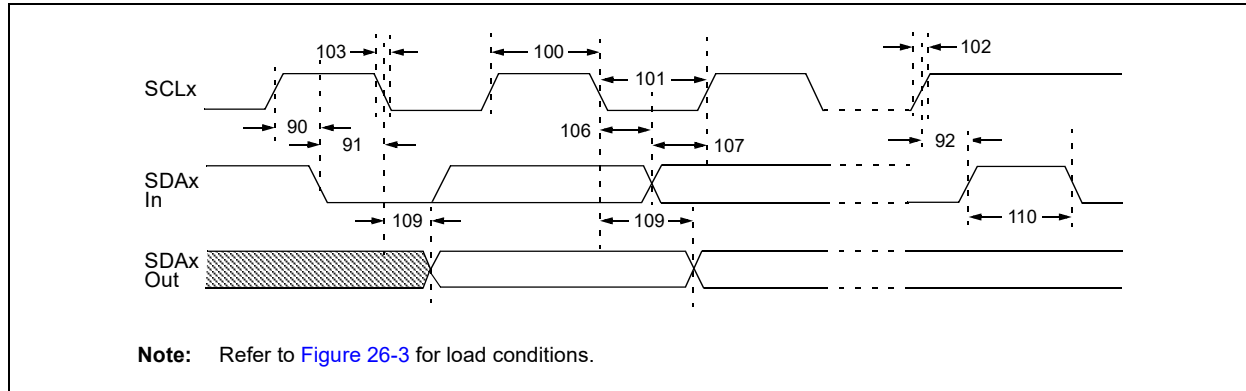 103
100
102
SCLx
101
90
106
91
107
92
SDAx
In
109
109
110
SDAx
Out
Note: Refer to Figure 26-3 for load conditions.